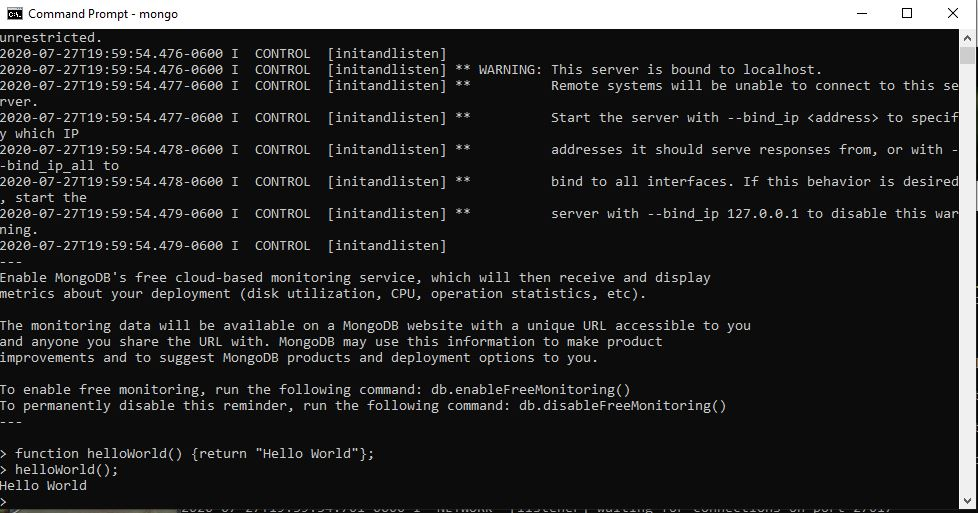 Command Prompt - mongo
unrestricted.
2020-07-27T19:59:54.476-0600 I  CONTROL  [initandlisten]
2020-07-27T19:59:54.476-0600 I  CONTROL  [initandlisten] ** WARNING: This server is bound to localhost.
2020-07-27T19:59:54.477-0600 I  CONTROL  [initandlisten] **          Remote systems will be unable to connect to this se
rver.
2020-07-27T19:59:54.477-0600 I  CONTROL  [initandlisten] **          Start the server with --bind_ip <address> to specif
y which IP
2020-07-27T19:59:54.478-0600 I  CONTROL  [initandlisten] **          addresses it should serve responses from, or with -
-bind_ip_all to
2020-07-27T19:59:54.478-0600 I  CONTROL  [initandlisten] **          bind to all interfaces. If this behavior is desired
, start the
2020-07-27T19:59:54.479-0600 I  CONTROL  [initandlisten] **          server with --bind_ip 127.0.0.1 to disable this war
ning.
2020-07-27T19:59:54.479-0600 I  CONTROL  [initandlisten]
---
Enable MongoDB's free cloud-based monitoring service, which will then receive and display
metrics about your deployment (disk utilization, CPU, operation statistics, etc).
The monitoring data will be available on a MongoDB website with a unique URL accessible to you
and anyone you share the URL with. MongoDB may use this information to make product
improvements and to suggest MongoDB products and deployment options to you.
To enable free monitoring, run the following command: db.enableFreeMonitoring()
To permanently disable this reminder, run the following command: db.disableFreeMonitoring()
---
> function helloWorld() {return "Hello World"};
> helloWorld();
Hello World
>